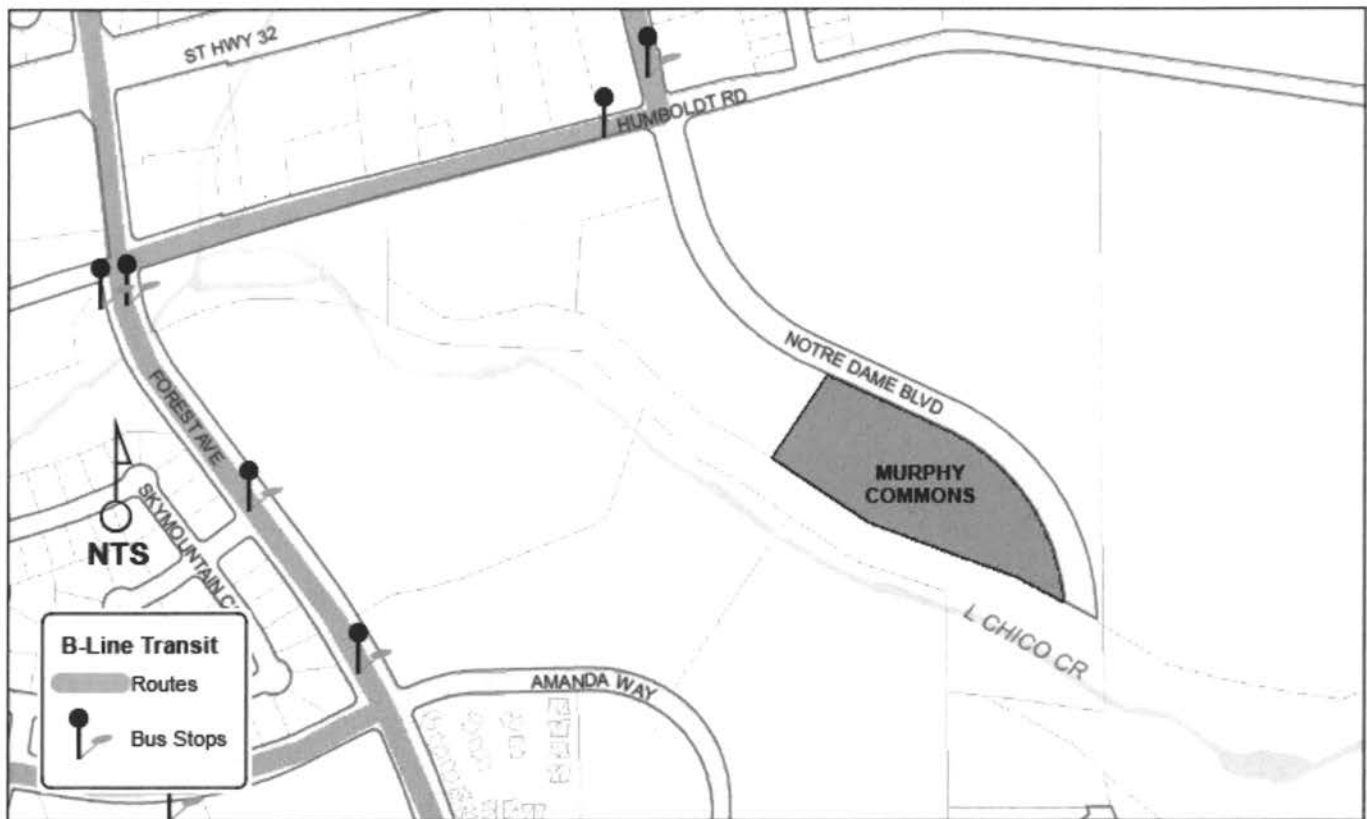 ST HWY 32
HUMBOLDT RD
NOTRE DAME BLVD
FOREST AVE
MURPHY
COMMONS
SKYMOUNTAIN
NTS
L CHICO CR
B-Line Transit
Routes
Bus Stops
AMANDA WAY